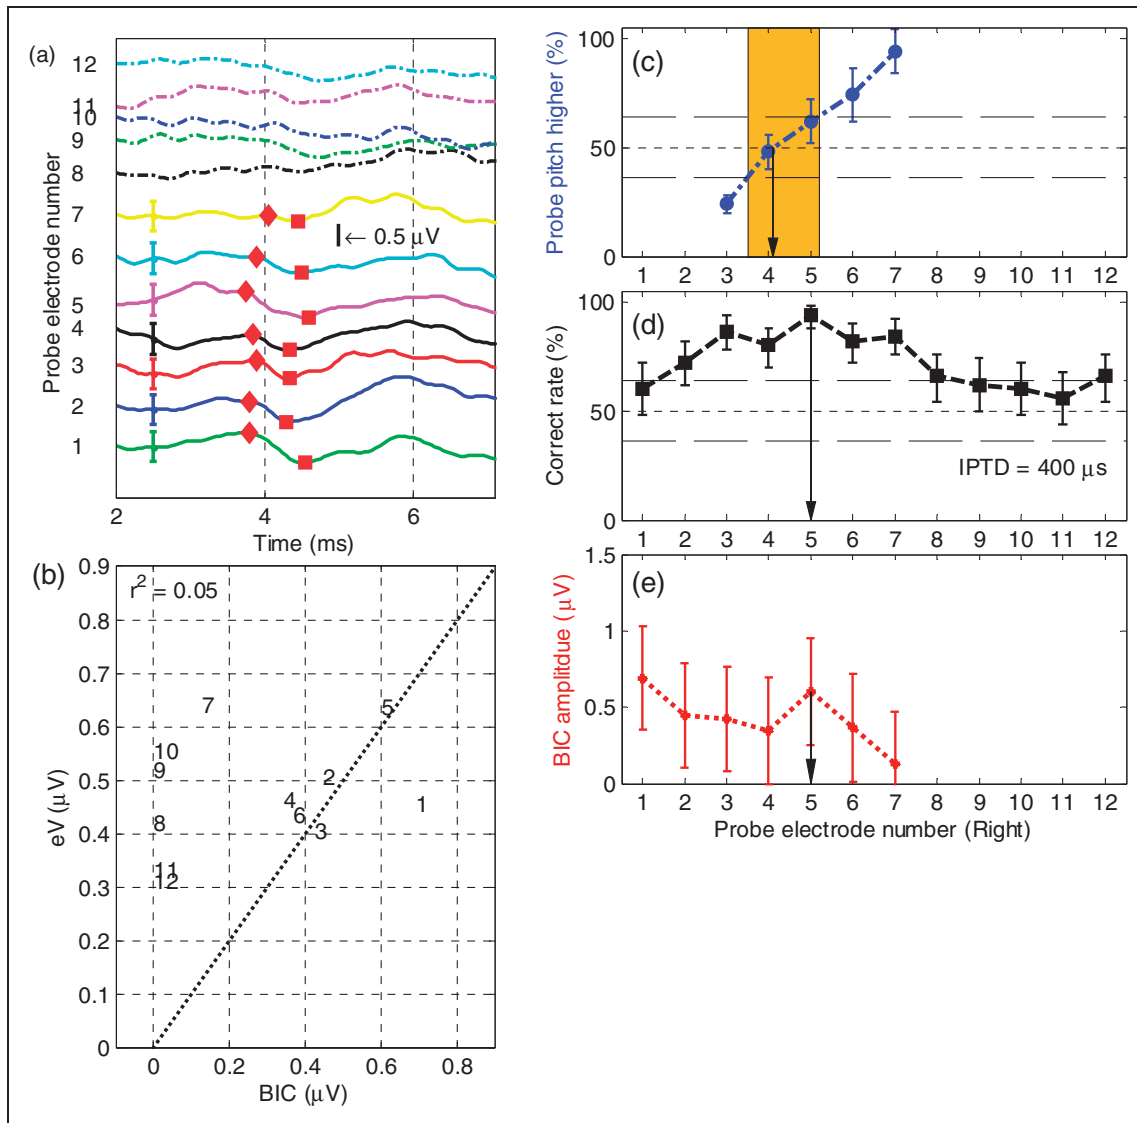 (a)
Probe electrode number
12
11
10
9
8
7
6
5
4
3
2
1
← 0.5 μV
2 4 6
Time (ms)
(b)
r² = 0.05
eV (μV)
0.9
0.8
0.7
0.6
0.5
0.4
0.3
0.2
0.1
0
7
5
10
9
2
4
1
6
8
3
11
12
0 0.2 0.4 0.6 0.8
BIC (μV)
(c)
Probe pitch higher (%)
100
50
0
1 2 3 4 5 6 7 8 9 10 11 12
(d)
Correct rate (%)
100
50
0
IPTD = 400 μs
1 2 3 4 5 6 7 8 9 10 11 12
(e)
BIC amplitdue (μV)
1.5
1
0.5
0
1 2 3 4 5 6 7 8 9 10 11 12
Probe electrode number (Right)